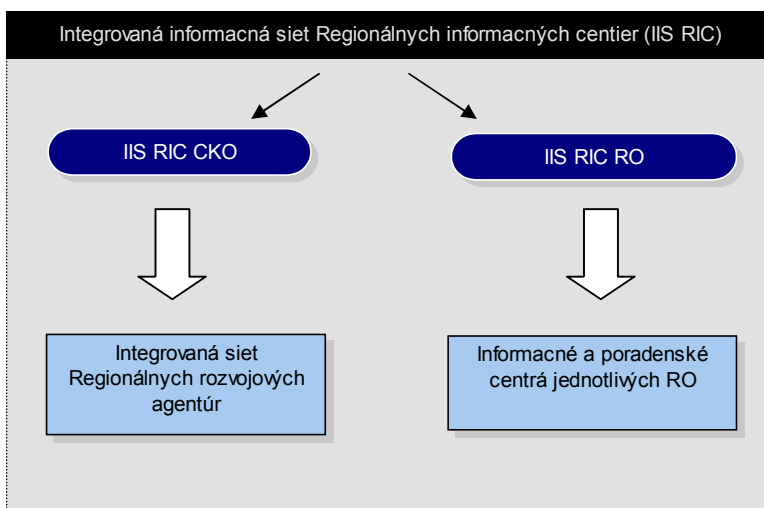 Integrovaná informacná siet Regionálnych informacných centier (IIS RIC)
IIS RIC CKO
IIS RIC RO
Integrovaná siet
Regionálnych rozvojových
agentúr
Informacné a poradenské
centrá jednotlivých RO